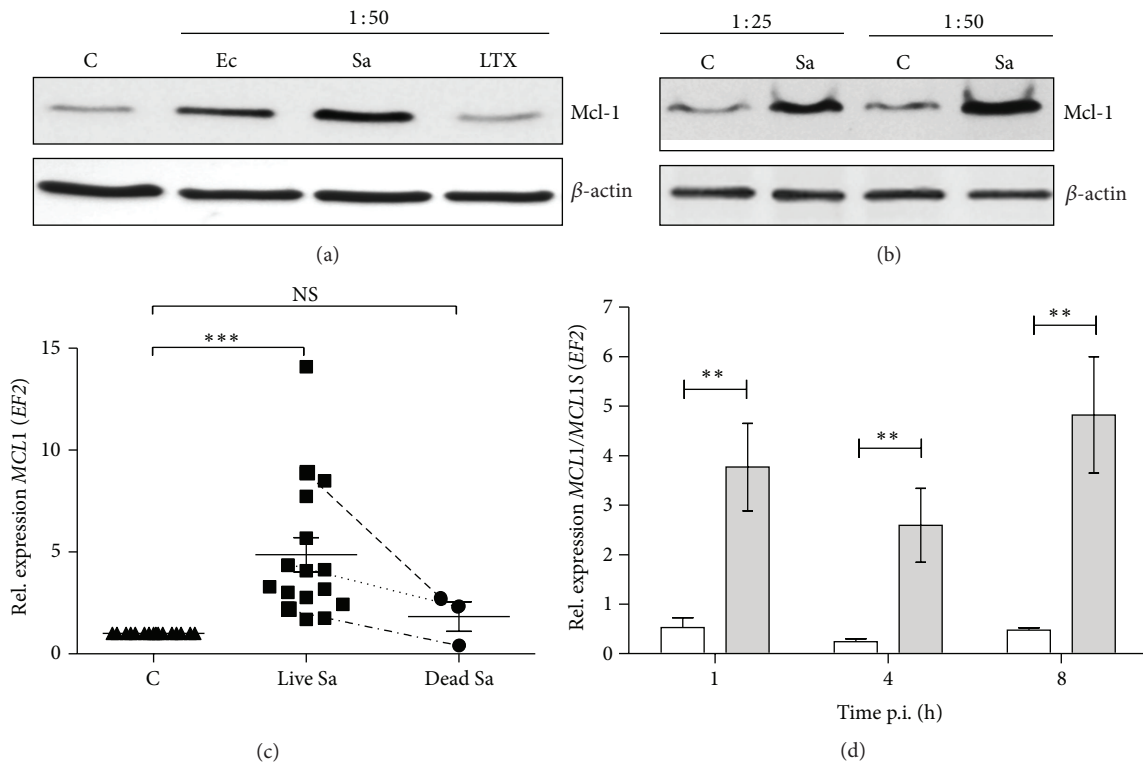 1:50
C Ec Sa LTX
Mcl-1
β-actin
(a)
1:25 1:50
C Sa C Sa
Mcl-1
β-actin
(b)
NS
***
15
10
5
0
Rel. expression MCL1 (EF2)
C Live Sa Dead Sa
(c)
7
6
5
4
3
2
1
0
Rel. expression MCL1/MCL1S (EF2)
**
**
**
1 4 8
Time p.i. (h)
(d)